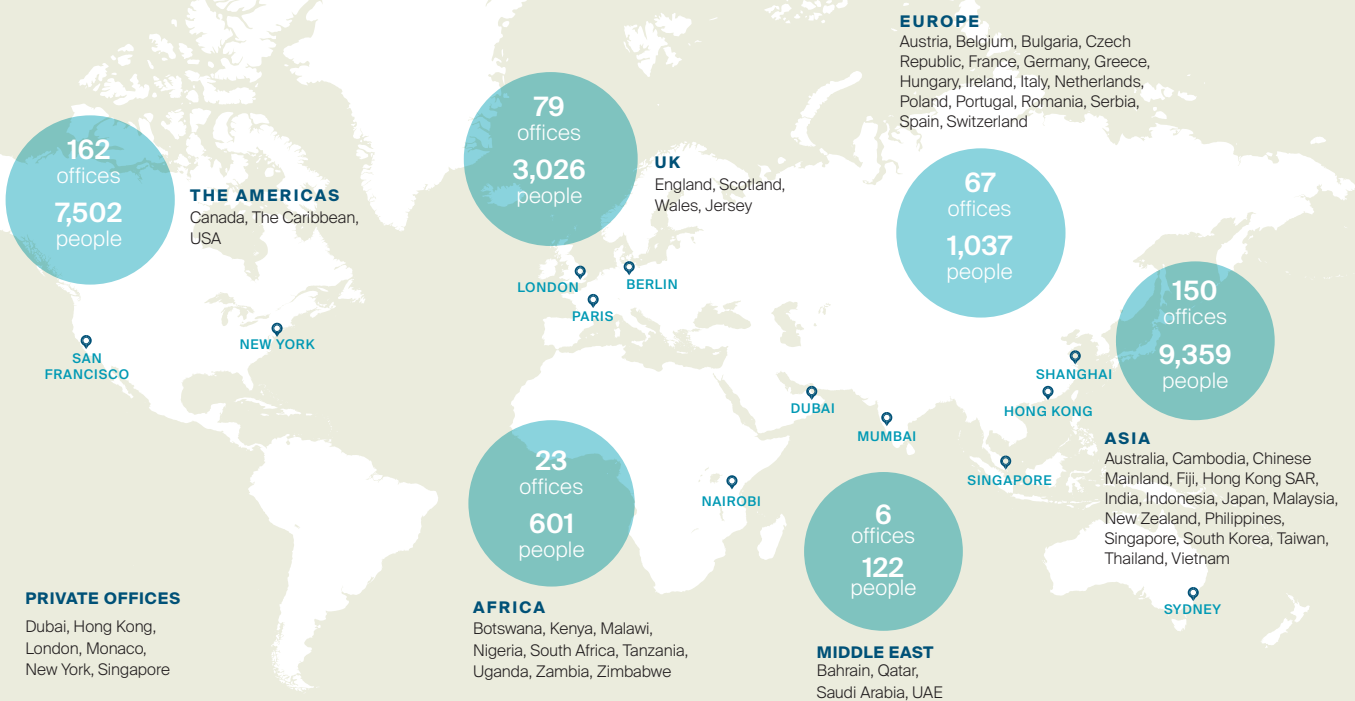 EUROPE
Austria, Belgium, Bulgaria, Czech
Republic, France, Germany, Greece,
Hungary, Ireland, Italy, Netherlands,
Poland, Portugal, Romania, Serbia,
Spain, Switzerland
67
offices
1,037
people
162
offices
7,502
people
THE AMERICAS
Canada, The Caribbean,
USA
79
offices
3,026
people
UK
England, Scotland,
Wales, Jersey
LONDON
BERLIN
PARIS
NEW YORK
SAN
FRANCISCO
150
offices
9,359
people
SHANGHAI
HONG KONG
DUBAI
MUMBAI
SINGAPORE
NAIROBI
ASIA
Australia, Cambodia, Chinese
Mainland, Fiji, Hong Kong SAR,
India, Indonesia, Japan, Malaysia,
New Zealand, Philippines,
Singapore, South Korea, Taiwan,
Thailand, Vietnam
SYDNEY
23
offices
601
people
AFRICA
Botswana, Kenya, Malawi,
Nigeria, South Africa, Tanzania,
Uganda, Zambia, Zimbabwe
6
offices
122
people
MIDDLE EAST
Bahrain, Qatar,
Saudi Arabia, UAE
PRIVATE OFFICES
Dubai, Hong Kong,
London, Monaco,
New York, Singapore